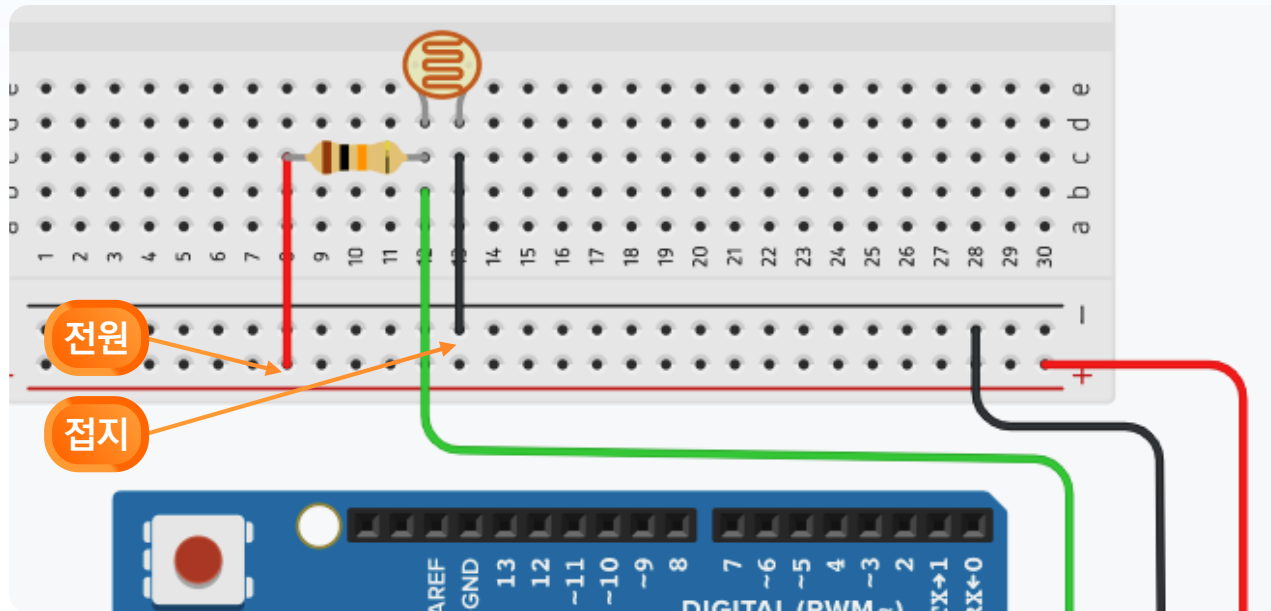 e
d
c
b
a
1 2 3 4 5 6 7 8 9 10 11 12 13 14 15 16 17 18 19 20 21 22 23 24 25 26 27 28 29 30
전원
−
+
접지
AREF GND 13 12 ~11 ~10 ~9 8 7 ~6 ~5 4 ~3 2 TX→1 RX←0
DIGITAL (PWM~)